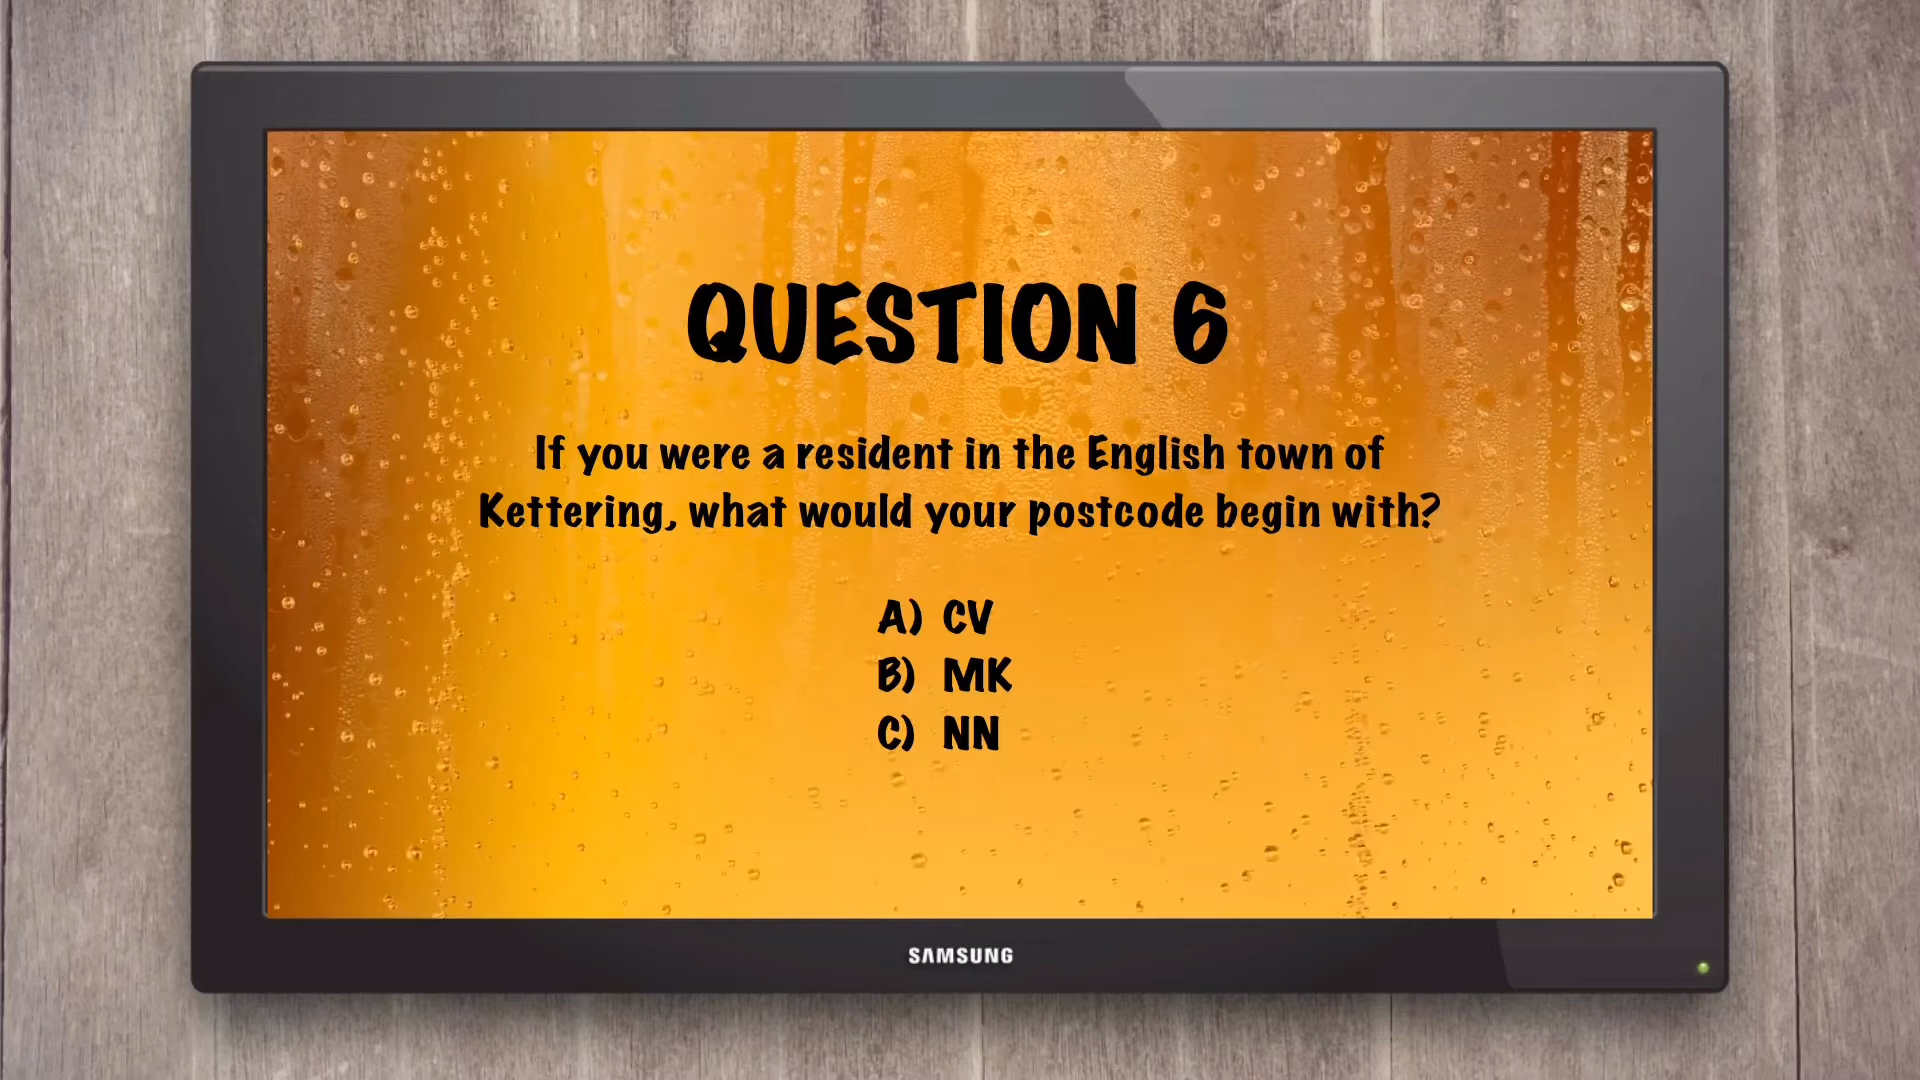 QUESTION 6
If you were a resident in the English town of
Kettering, what would your postcode begin with?
A) CV
B) MK
C) NN
SAMSUNG